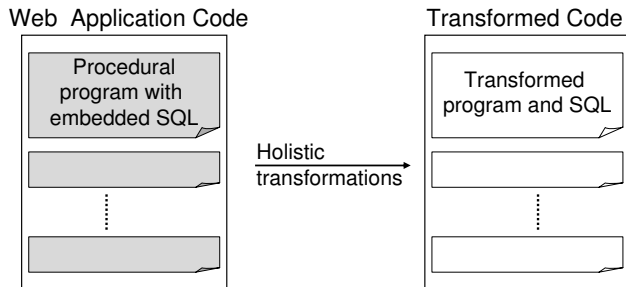 Web Application Code
Transformed Code
Procedural
program with
embedded SQL
Holistic
transformations
Transformed
program and SQL